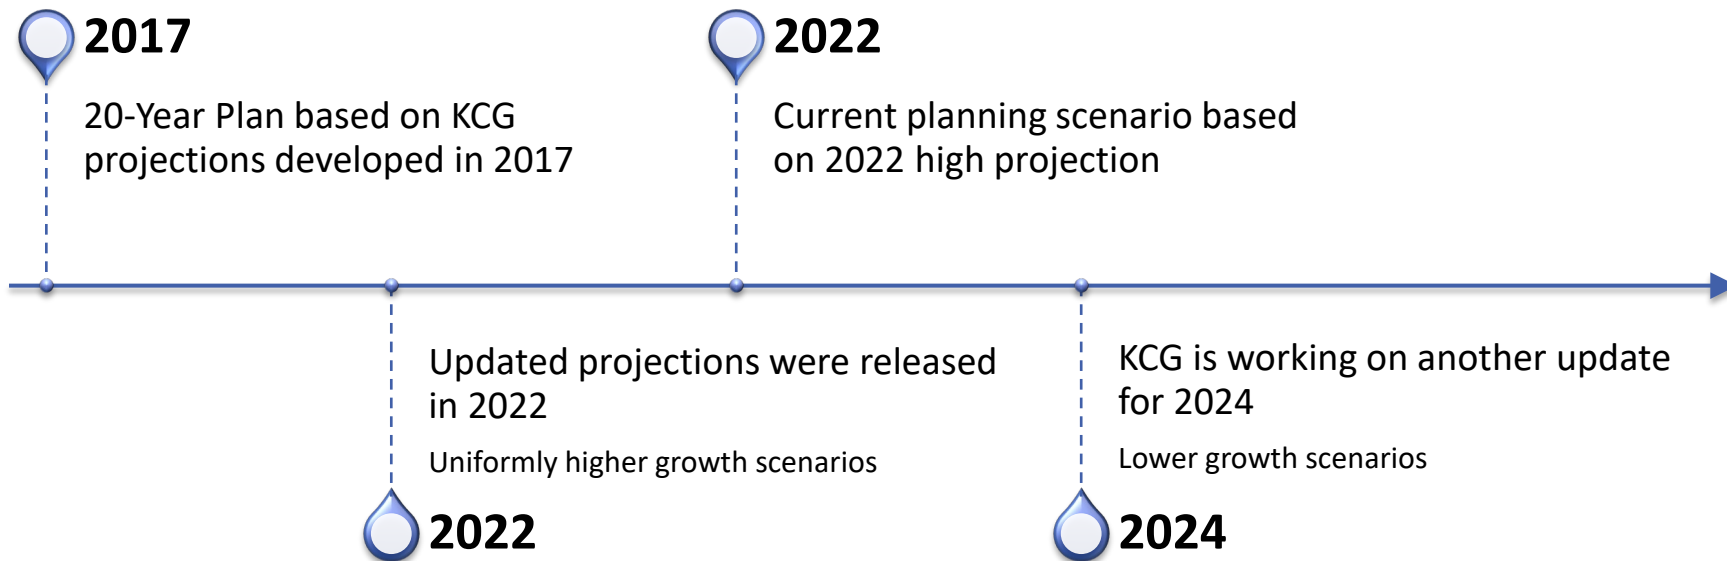 2017
20-Year Plan based on KCG
projections developed in 2017
Updated projections were released
in 2022
Uniformly higher growth scenarios
2022
2022
Current planning scenario based
on 2022 high projection
KCG is working on another update
for 2024
Lower growth scenarios
2024